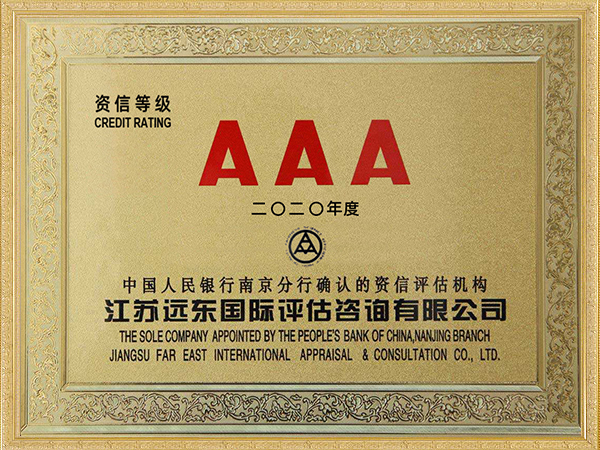 资信等级
CREDIT RATING
AAA
二〇二〇年度
中国人民银行南京分行确认的资信评估机构
江苏远东国际评估咨询有限公司
THE SOLE COMPANY APPOINTED BY THE PEOPLE'S BANK OF CHINA,NANJING BRANCH
JIANGSU FAR EAST INTERNATIONAL APPRAISAL & CONSULTATION CO., LTD.